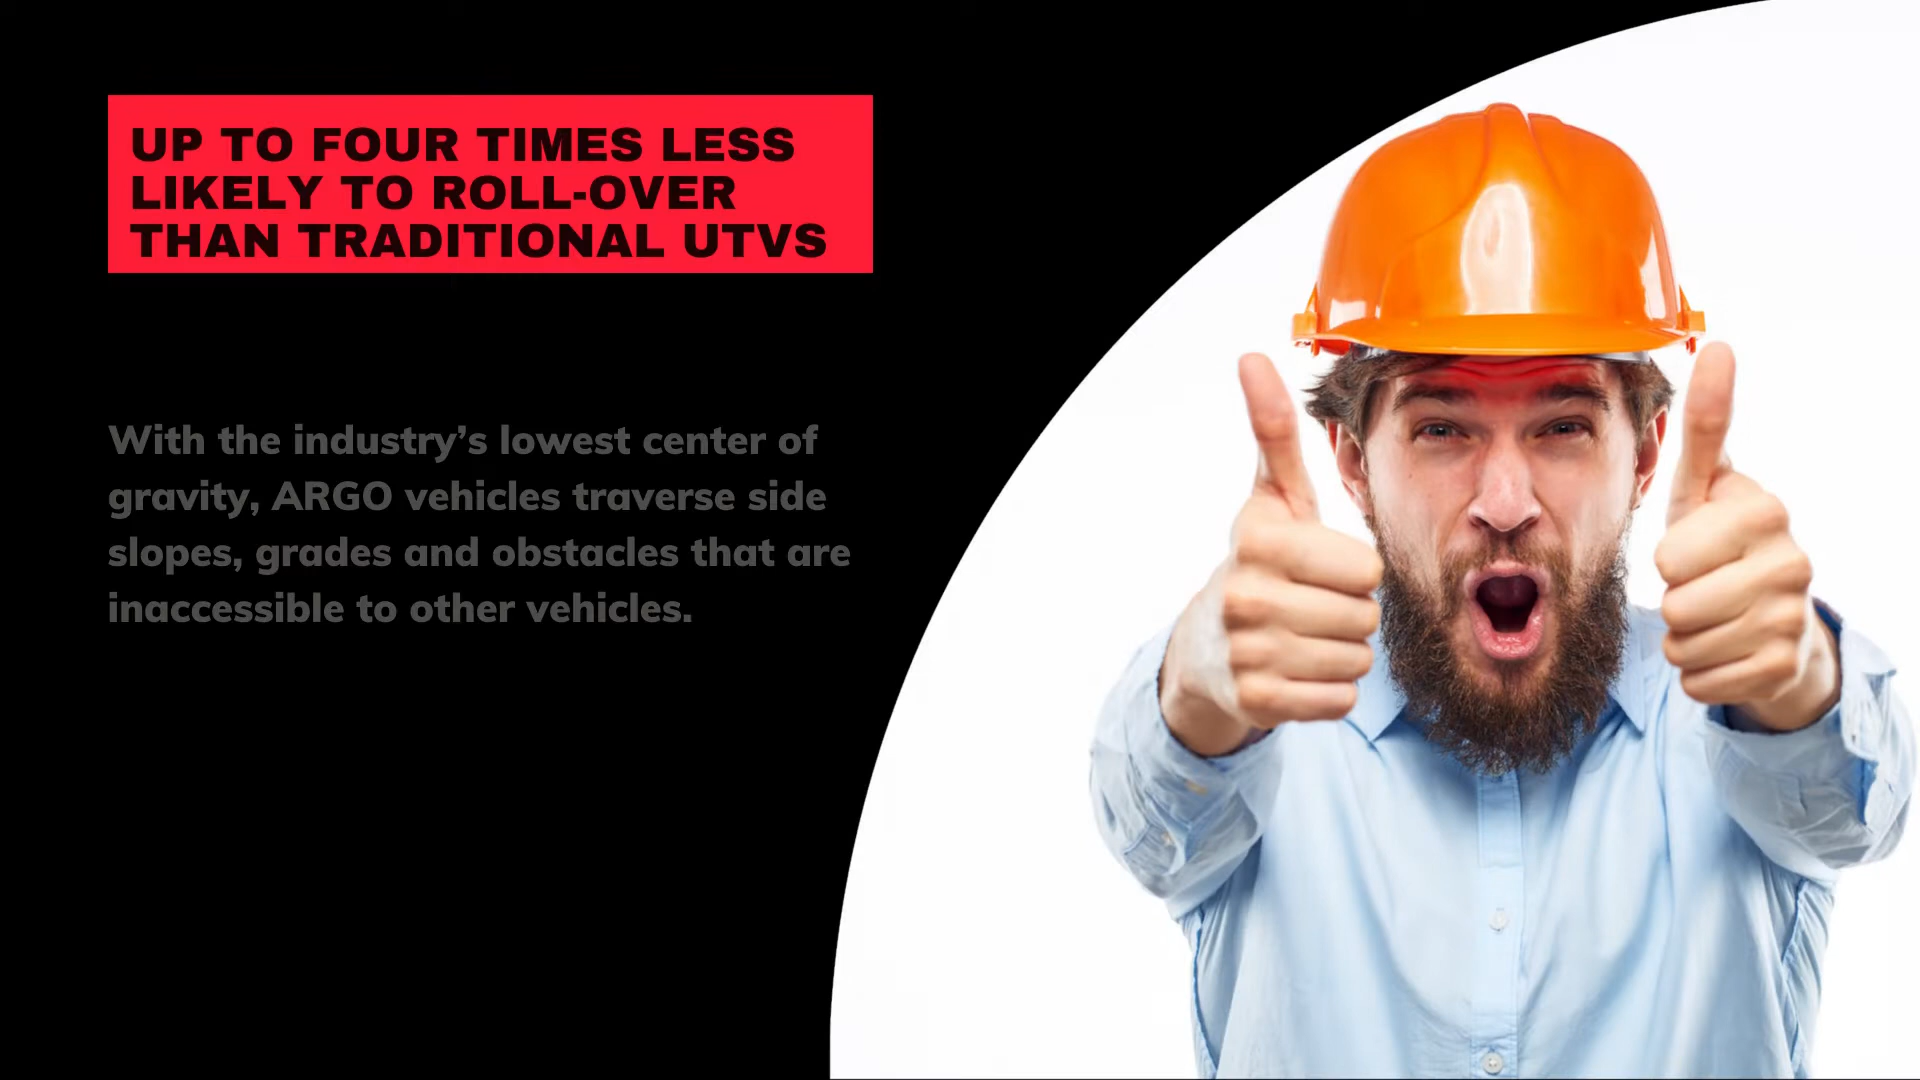 UP TO FOUR TIMES LESS
LIKELY TO ROLL-OVER
THAN TRADITIONAL UTVS
With the industry’s lowest center of
gravity, ARGO vehicles traverse side
slopes, grades and obstacles that are
inaccessible to other vehicles.